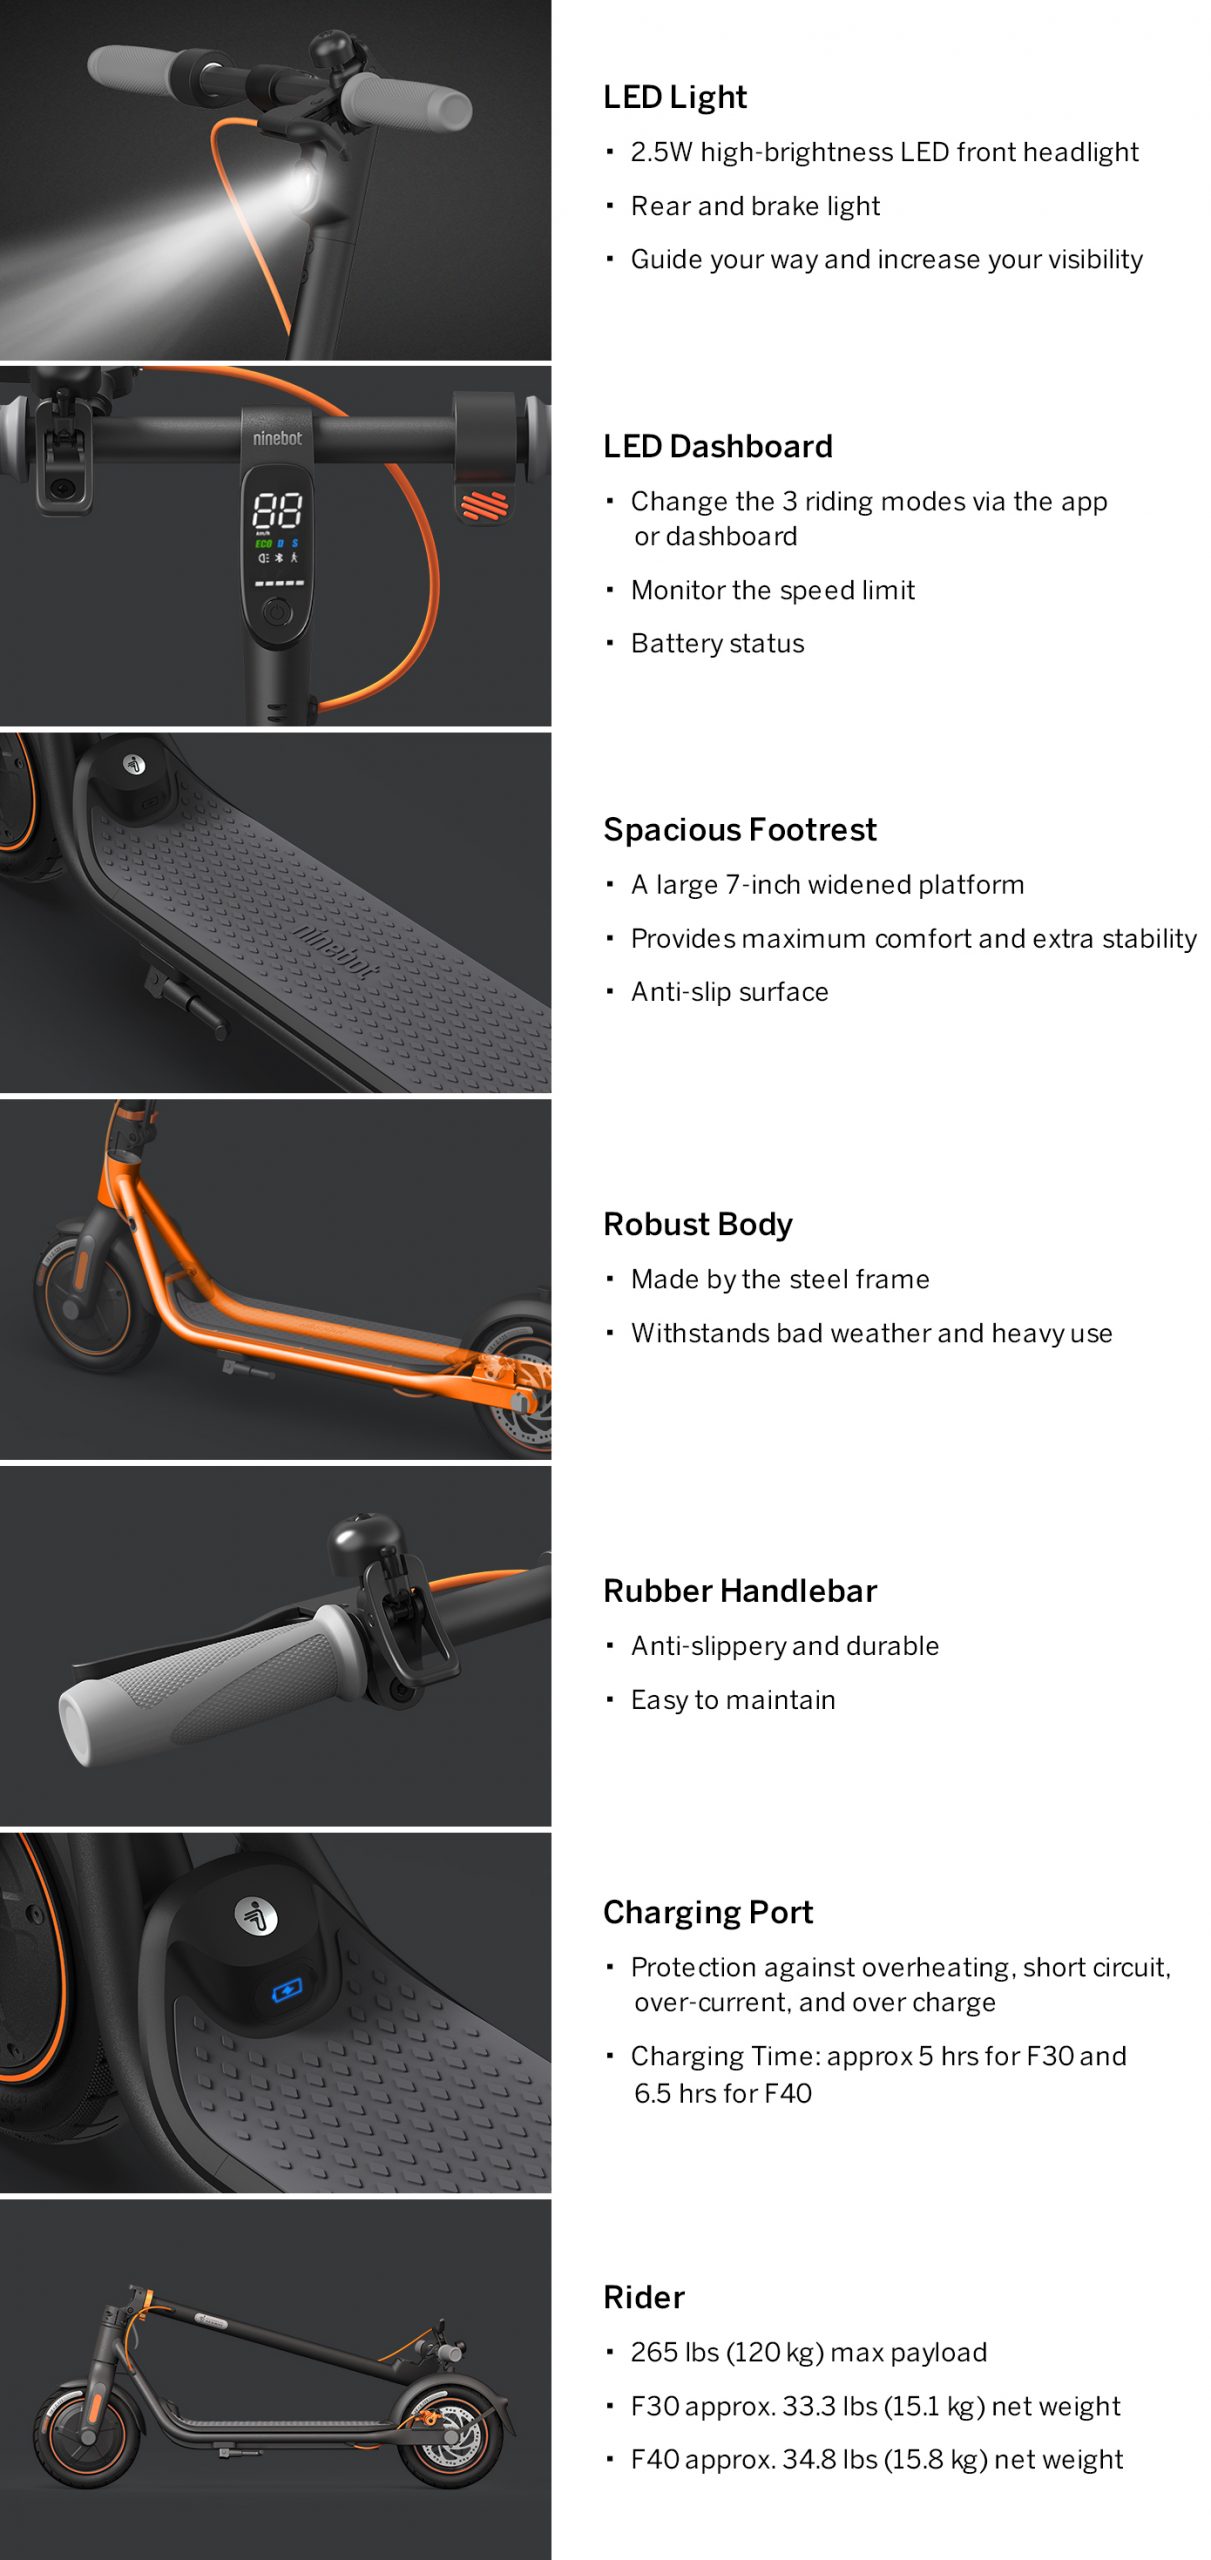 LED Light
▪ 2.5W high-brightness LED front headlight
▪ Rear and brake light
▪ Guide your way and increase your visibility
ninebot
88
km/h
ECO D S
LED Dashboard
▪ Change the 3 riding modes via the app
or dashboard
▪ Monitor the speed limit
▪ Battery status
ninebot
Spacious Footrest
▪ A large 7-inch widened platform
▪ Provides maximum comfort and extra stability
▪ Anti-slip surface
Robust Body
▪ Made by the steel frame
▪ Withstands bad weather and heavy use
Rubber Handlebar
▪ Anti-slippery and durable
▪ Easy to maintain
Charging Port
▪ Protection against overheating, short circuit,
over-current, and over charge
▪ Charging Time: approx 5 hrs for F30 and
6.5 hrs for F40
Rider
▪ 265 lbs (120 kg) max payload
▪ F30 approx. 33.3 lbs (15.1 kg) net weight
▪ F40 approx. 34.8 lbs (15.8 kg) net weight